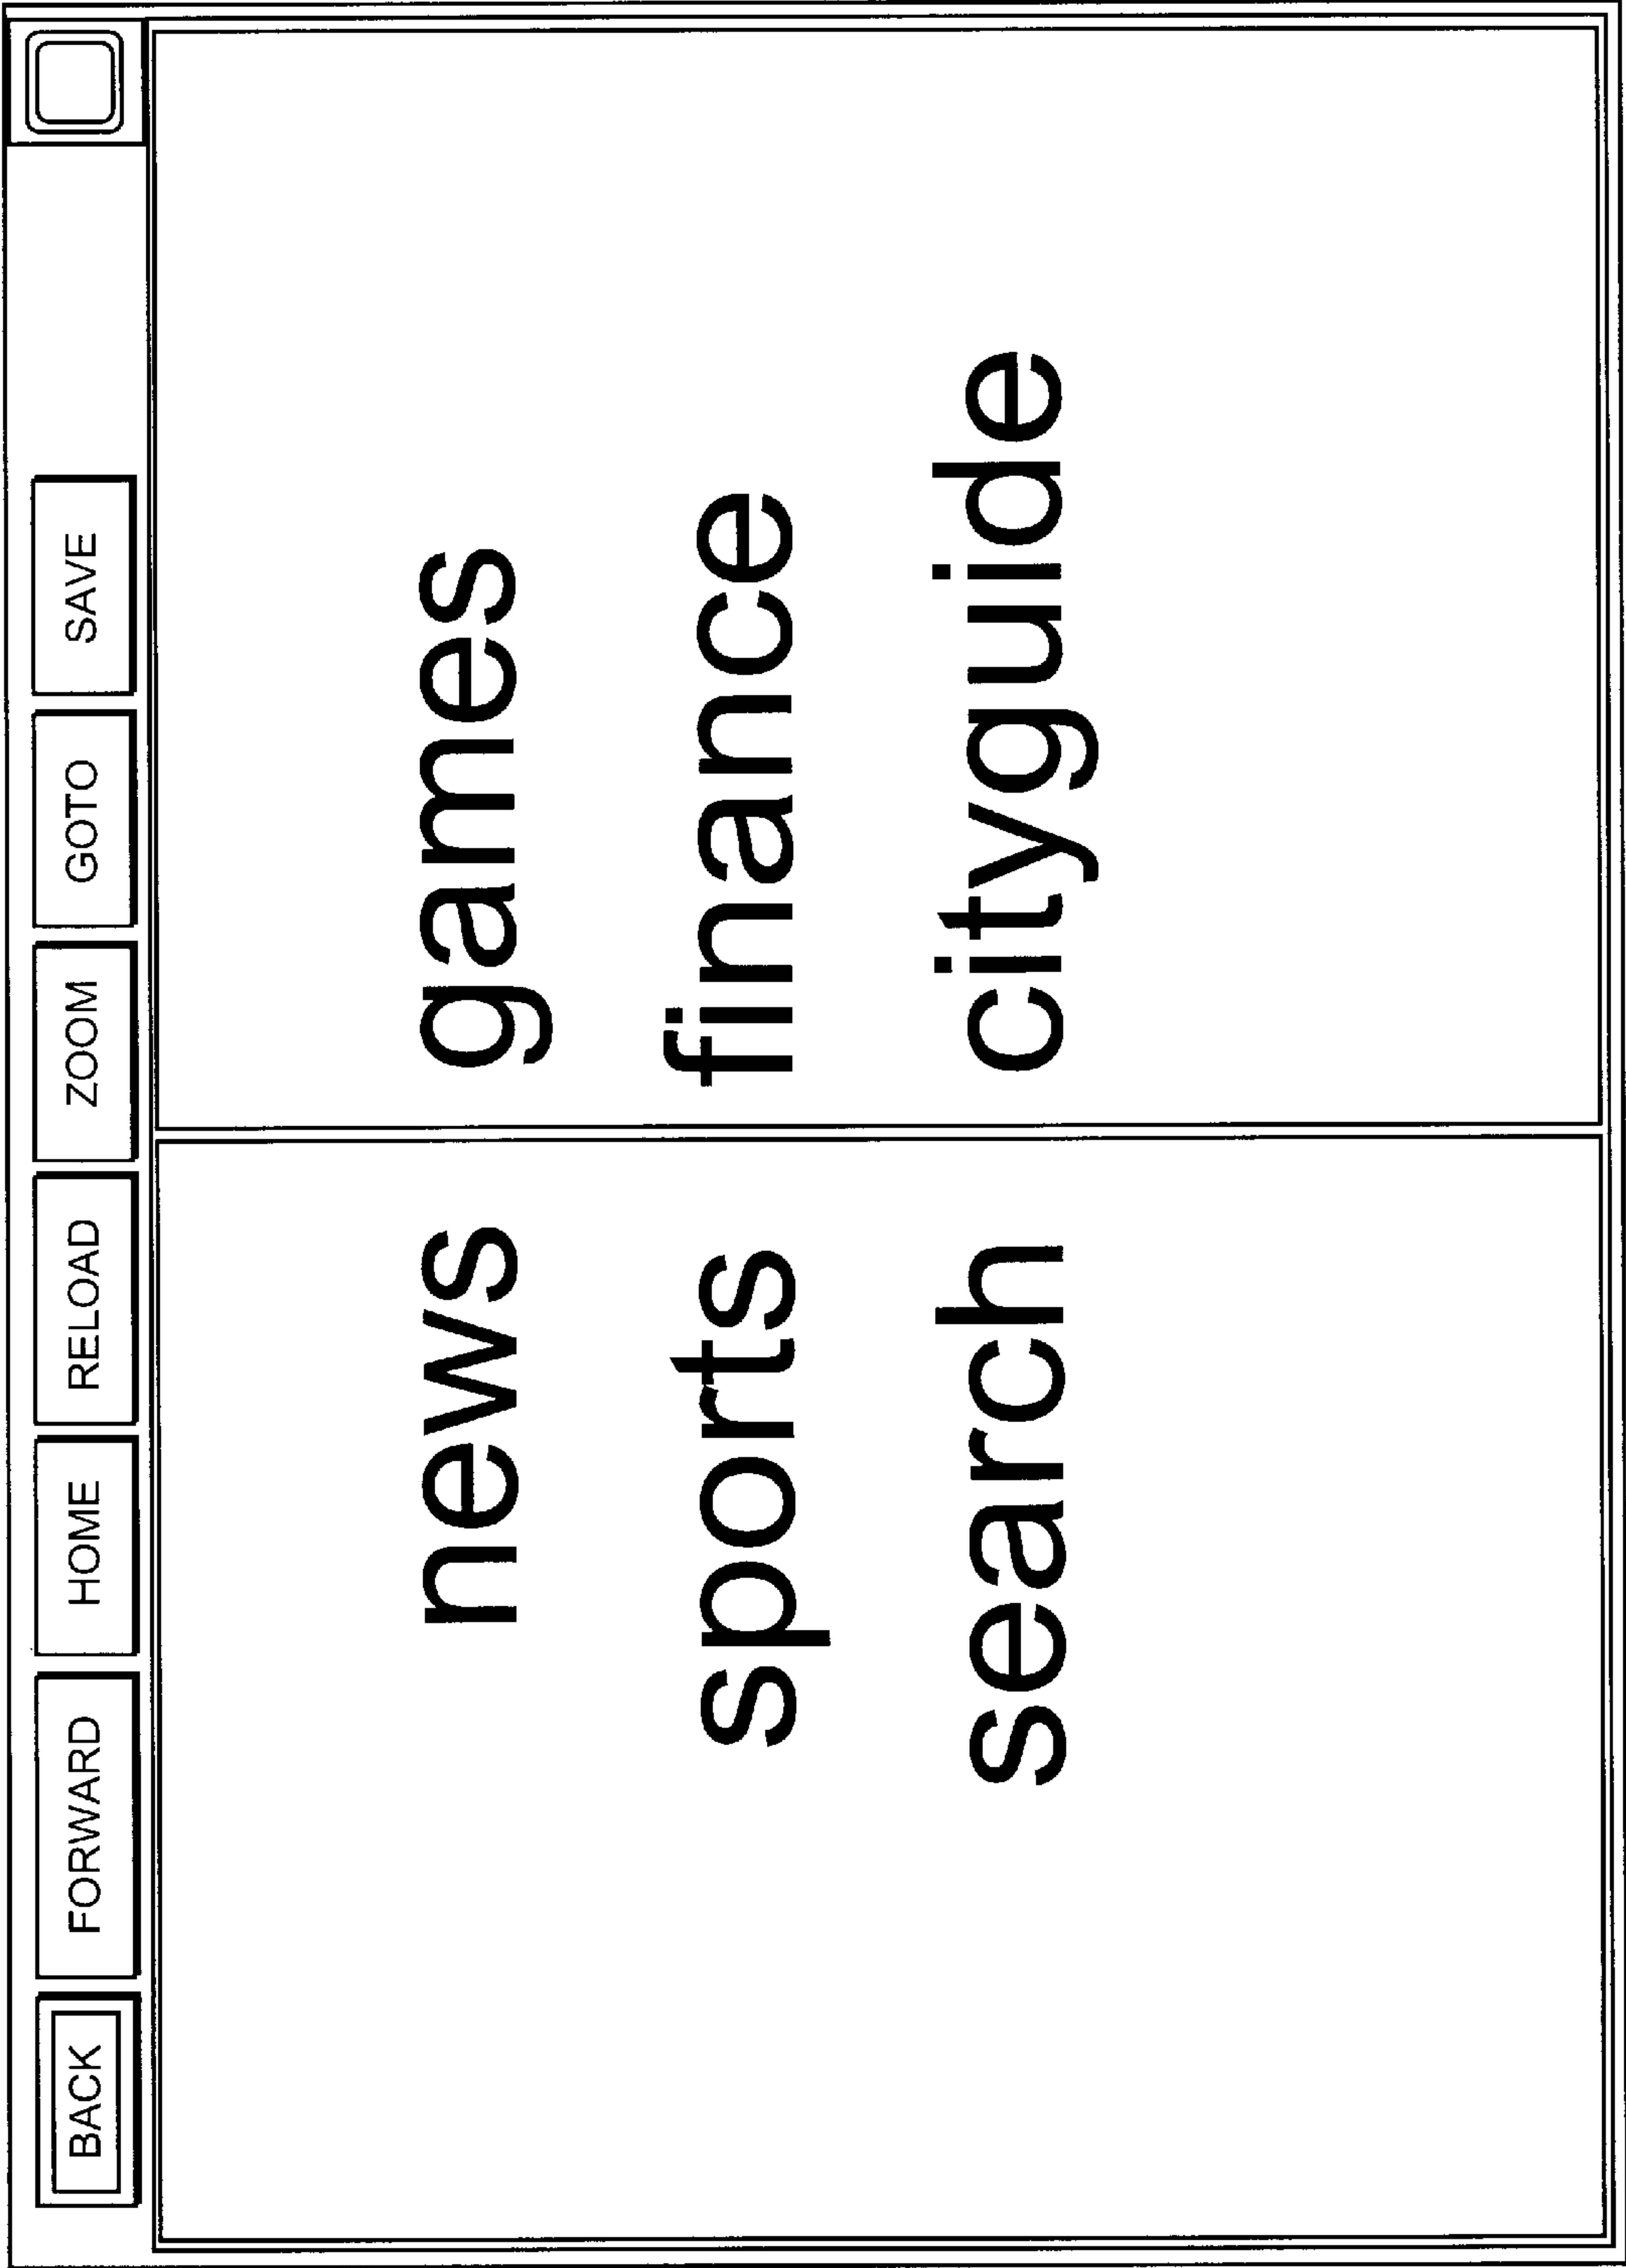 BACK FORWARD HOME RELOAD ZOOM GOTO SAVE
news games
sports finance
search cityguide